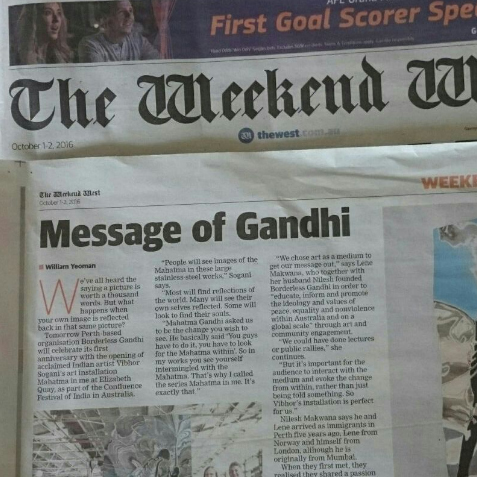 First Goal Scorer Spe
The Weekend W
October 1-2, 2016
thewest.com.au
The Weekend West
October 1-2, 2016
WEEK
Message of Gandhi
William Yeoman
We've all heard the
saying a picture is
worth a thousand
words. But what
happens when
your own image is reflected
back in that same picture?
Tomorrow Perth-based
organisation Borderless Gandhi
will celebrate its first
anniversary with the opening of
acclaimed Indian artist Vibhor
Sogani's art installation
Mahatma in me at Elizabeth
Quay, as part of the Confluence
Festival of India in Australia.
"People will see images of the
Mahatma in these large
stainless-steel works," Sogani
says.
"Most will find reflections of
the world. Many will see their
own selves reflected. Some will
look to find their souls.
"Mahatma Gandhi asked us
to be the change you wish to
see. He basically said 'You guys
have to do it, you have to look
for the Mahatma within'. So in
my works you see yourself
intermingled with the
Mahatma. That's why I called
the series Mahatma in me. It's
exactly that."
"We chose art as a medium to
get our message out," says Lene
Makwana, who together with
her husband Nilesh founded
Borderless Gandhi in order to
"educate, inform and promote
the ideology and values of
peace, equality and nonviolence
within Australia and on a
global scale" through art and
community engagement.
"We could have done lectures
or public rallies," she
continues.
"But it's important for the
audience to interact with the
medium and evoke the change
from within, rather than just
being told something. So
Vibhor's installation is perfect
for us."
Nilesh Makwana says he and
Lene arrived as immigrants in
Perth five years ago, Lene from
Norway and himself from
London, although he is
originally from Mumbai.
When they first met, they
realised they shared a passion